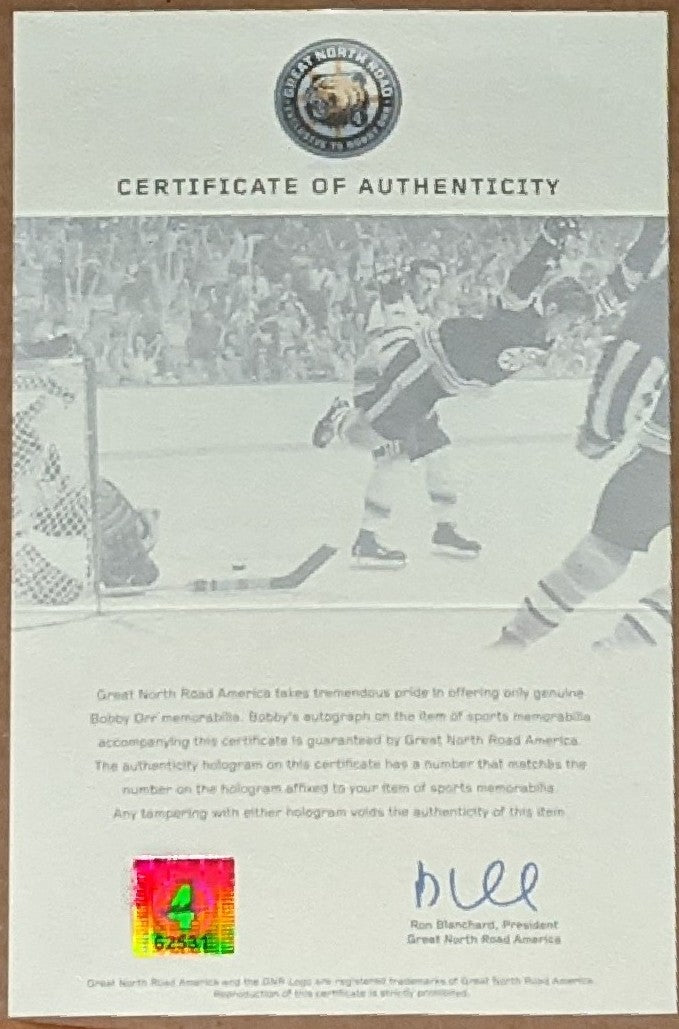 GREAT NORTH ROAD
EXCLUSIVE TO BOBBY ORR
CERTIFICATE OF AUTHENTICITY
Great North Road America takes tremendous pride in offering only genuine
Bobby Orr memorabilia. Bobby's autograph on the item of sports memorabilia
accompanying this certificate is guaranteed by Great North Road America.
The authenticity hologram on this certificate has a number that matches the
number on the hologram affixed to your item of sports memorabilia.
Any tampering with either hologram voids the authenticity of this item.
4
62531
Ron Blanchard, President
Great North Road America
Great North Road America and the GNR Logo are registered trademarks of Great North Road America.
Reproduction of this certificate is strictly prohibited.